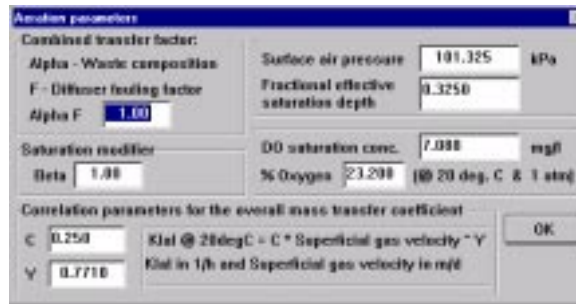 Aeration parameters
Combined transfer factor:
Alpha - Waste composition
F - Diffuser fouling factor
Alpha F 1.00
Surface air pressure 101.325 kPa
Fractional effective
saturation depth 0.3250
Saturation modifier
Beta 1.00
DO saturation conc. mg/l
% Oxygen 23.200 (@ 20 deg. C & 1 atm)
Correlation parameters for the overall mass transfer coefficient
C 0.250
Y 0.7710
Klal @ 20degC = C * Superficial gas velocity ^ Y
Klal in 1/h and Superficial gas velocity in m/d
OK